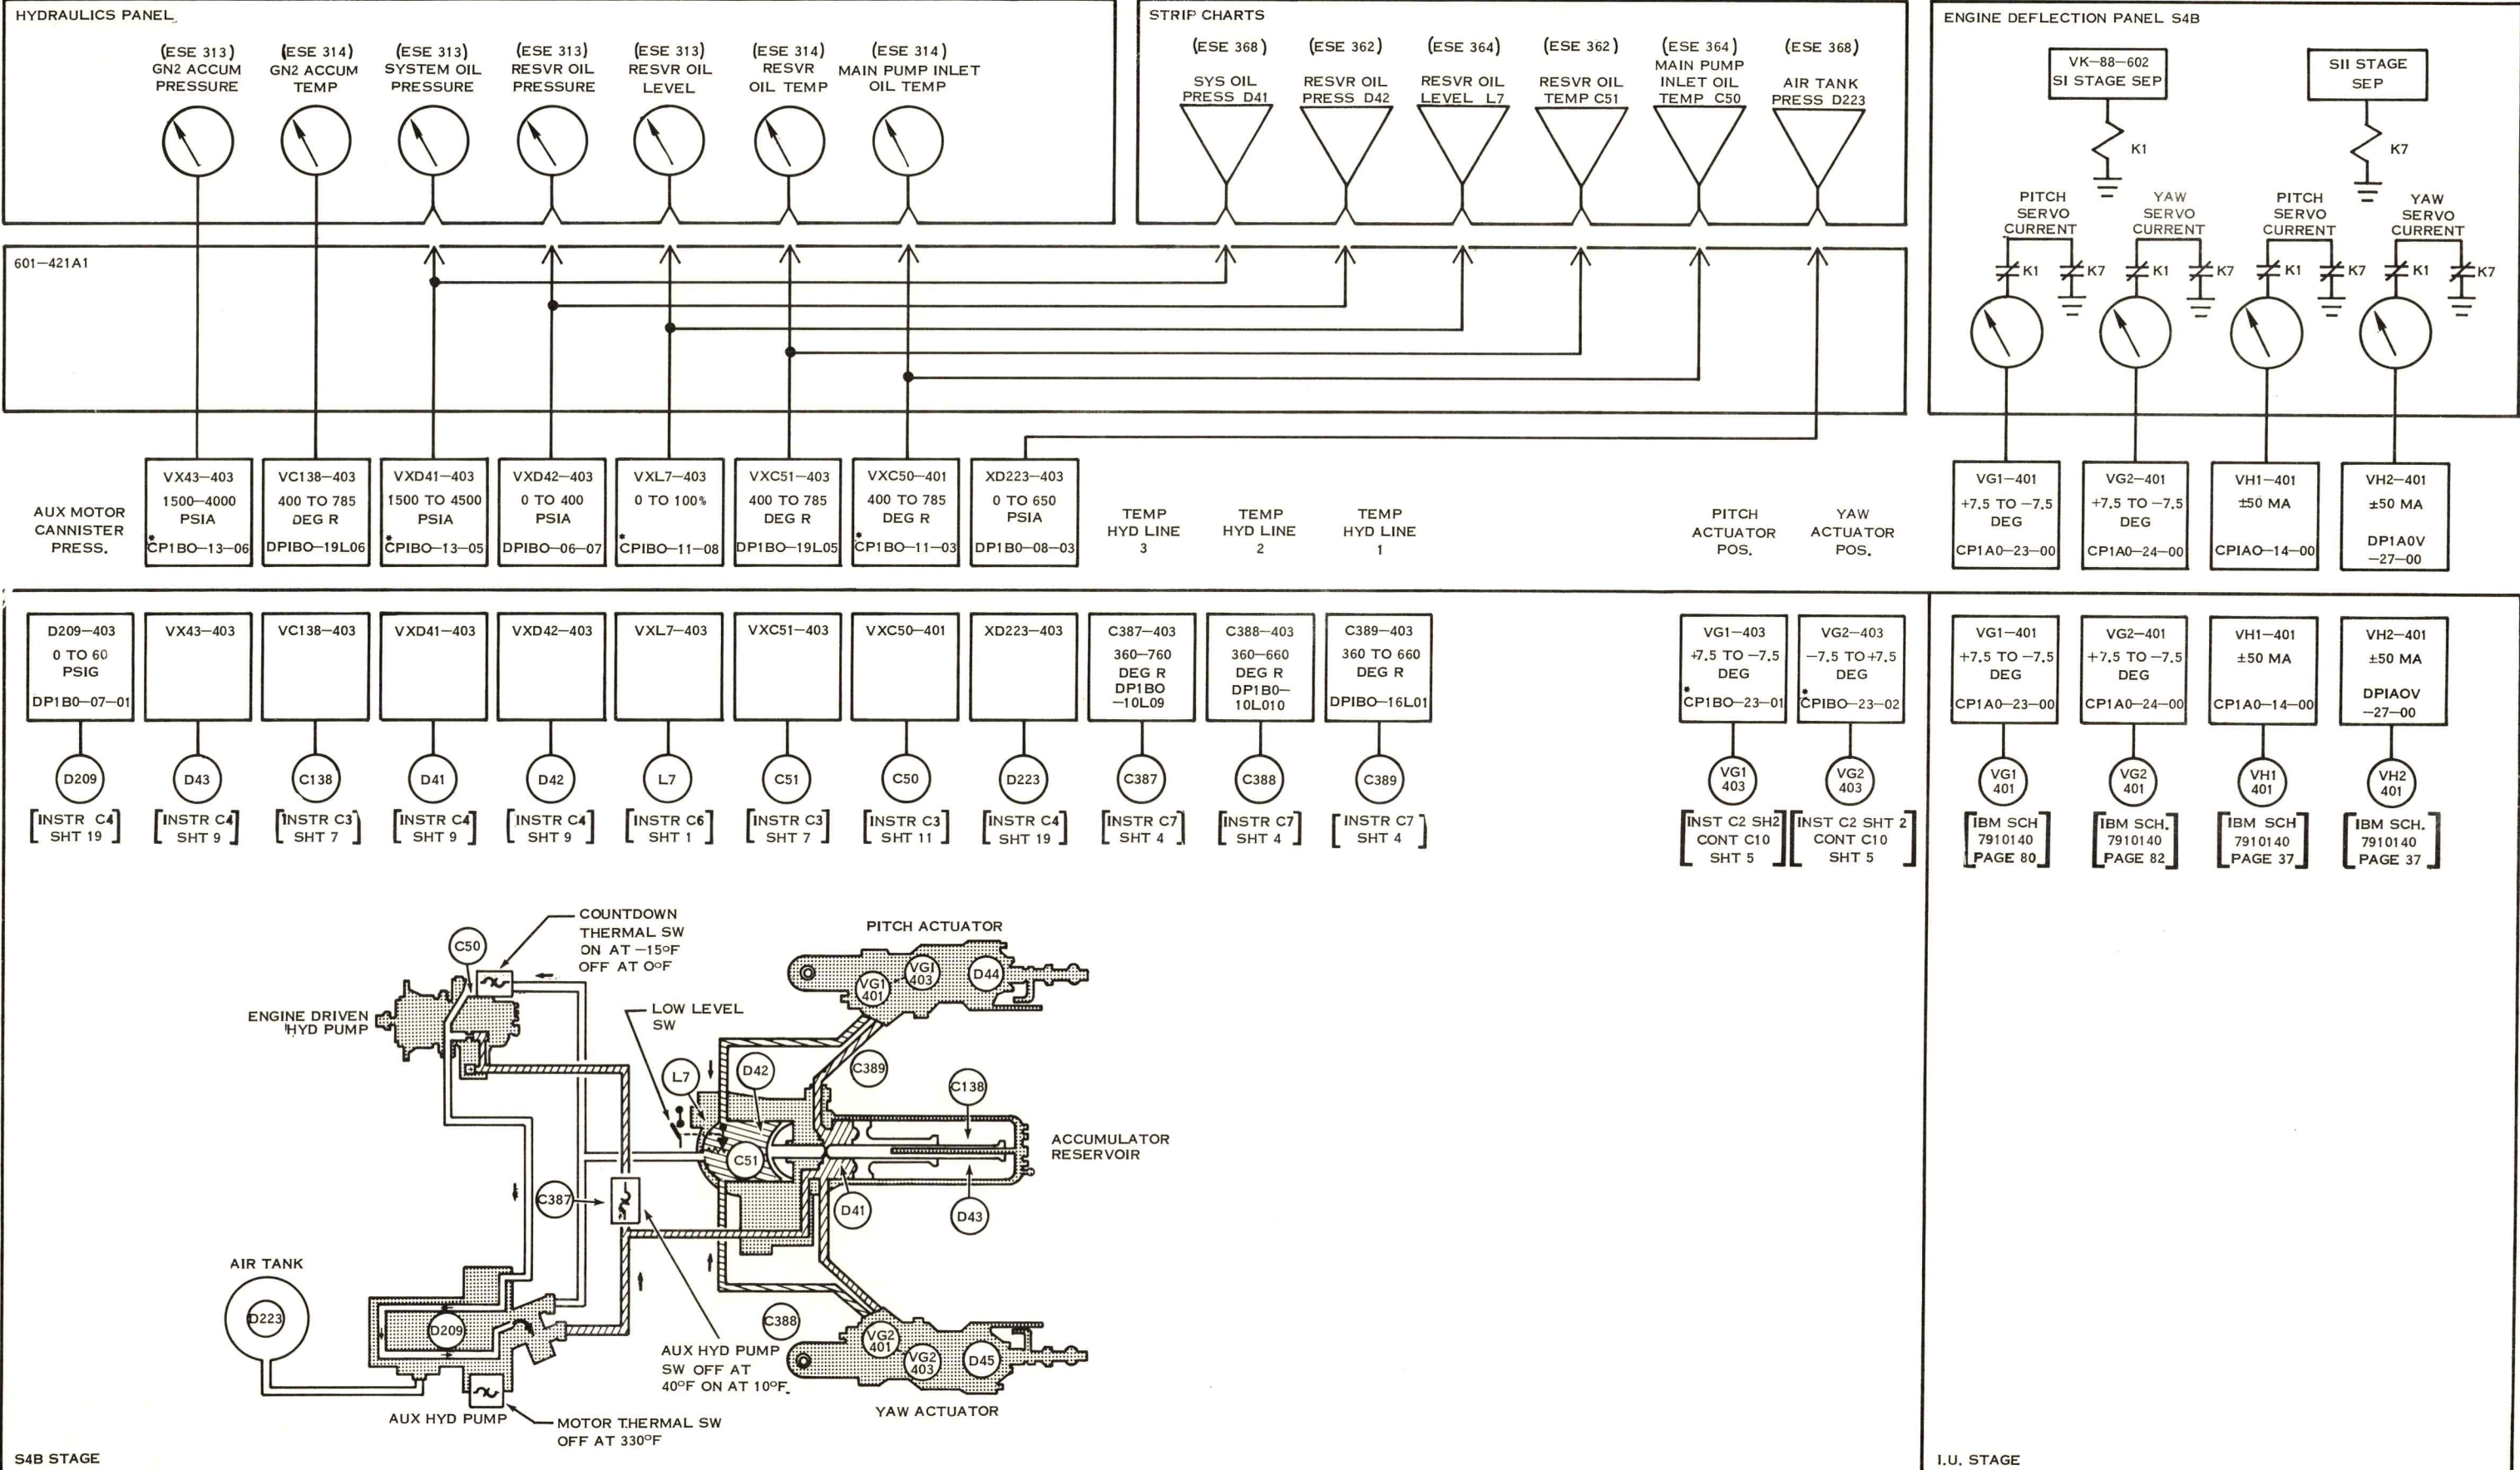 HYDRAULICS PANEL
(ESE 313)
GN2 ACCUM
PRESSURE
(ESE 314)
GN2 ACCUM
TEMP
(ESE 313)
SYSTEM OIL
PRESSURE
(ESE 313)
RESVR OIL
PRESSURE
(ESE 313)
RESVR OIL
LEVEL
(ESE 314)
RESVR
OIL TEMP
(ESE 314)
MAIN PUMP INLET
OIL TEMP
STRIP CHARTS
(ESE 368)
SYS OIL
PRESS D41
(ESE 362)
RESVR OIL
PRESS D42
(ESE 364)
RESVR OIL
LEVEL L7
(ESE 362)
RESVR OIL
TEMP C51
(ESE 364)
MAIN PUMP
INLET OIL
TEMP C50
(ESE 368)
AIR TANK
PRESS D223
ENGINE DEFLECTION PANEL S4B
VK-88-602
SI STAGE SEP
K1
SII STAGE
SEP
K7
PITCH
SERVO
CURRENT
K1
K7
YAW
SERVO
CURRENT
K1
K7
PITCH
SERVO
CURRENT
K1
K7
YAW
SERVO
CURRENT
K1
K7
601-421A1
AUX MOTOR
CANNISTER
PRESS.
VX43-403
1500-4000
PSIA
*
CP1BO-13-06
VC138-403
400 TO 785
DEG R
DPIBO-19L06
VXD41-403
1500 TO 4500
PSIA
*
CPIBO-13-05
VXD42-403
0 TO 400
PSIA
DPIBO-06-07
VXL7-403
0 TO 100%
*
CPIBO-11-08
VXC51-403
400 TO 785
DEG R
DP1BO-19L05
VXC50-401
400 TO 785
DEG R
*
CP1BO-11-03
XD223-403
0 TO 650
PSIA
DP1B0-08-03
TEMP
HYD LINE
3
TEMP
HYD LINE
2
TEMP
HYD LINE
1
PITCH
ACTUATOR
POS.
YAW
ACTUATOR
POS.
VG1-401
+7.5 TO -7.5
DEG
CP1A0-23-00
VG2-401
+7.5 TO -7.5
DEG
CP1A0-24-00
VH1-401
±50 MA
CPIAO-14-00
VH2-401
±50 MA
DP1A0V
-27-00
D209-403
0 TO 60
PSIG
DP1B0-07-01
VX43-403
VC138-403
VXD41-403
VXD42-403
VXL7-403
VXC51-403
VXC50-401
XD223-403
C387-403
360-760
DEG R
DP1BO
-10L09
C388-403
360-660
DEG R
DP1B0-
10L010
C389-403
360 TO 660
DEG R
DPIBO-16L01
VG1-403
+7.5 TO -7.5
DEG
*
CP1BO-23-01
VG2-403
-7.5 TO +7.5
DEG
*
CPIBO-23-02
VG1-401
+7.5 TO -7.5
DEG
CP1A0-23-00
VG2-401
+7.5 TO -7.5
DEG
CP1A0-24-00
VH1-401
±50 MA
CP1A0-14-00
VH2-401
±50 MA
DPIAOV
-27-00
D209
D43
C138
D41
D42
L7
C51
C50
D223
C387
C388
C389
VG1
403
VG2
403
VG1
401
VG2
401
VH1
401
VH2
401
[INSTR C4
SHT 19]
[INSTR C4
SHT 9]
[INSTR C3
SHT 7]
[INSTR C4
SHT 9]
[INSTR C4
SHT 9]
[INSTR C6
SHT 1]
[INSTR C3
SHT 7]
[INSTR C3
SHT 11]
[INSTR C4
SHT 19]
[INSTR C7
SHT 4]
[INSTR C7
SHT 4]
[INSTR C7
SHT 4]
[INST C2 SH2
CONT C10
SHT 5]
[INST C2 SHT 2
CONT C10
SHT 5]
[IBM SCH
7910140
PAGE 80]
[IBM SCH.
7910140
PAGE 82]
[IBM SCH
7910140
PAGE 37]
[IBM SCH.
7910140
PAGE 37]
COUNTDOWN
THERMAL SW
ON AT -15°F
OFF AT 0°F
C50
ENGINE DRIVEN
HYD PUMP
LOW LEVEL
SW
PITCH ACTUATOR
VG1
401
VG1
403
D44
L7
D42
C389
C138
C51
ACCUMULATOR
RESERVOIR
C387
D41
D43
AIR TANK
D223
D209
C388
AUX HYD PUMP
SW OFF AT
40°F ON AT 10°F.
VG2
401
VG2
403
D45
YAW ACTUATOR
AUX HYD PUMP
MOTOR THERMAL SW
OFF AT 330°F
S4B STAGE
I.U. STAGE